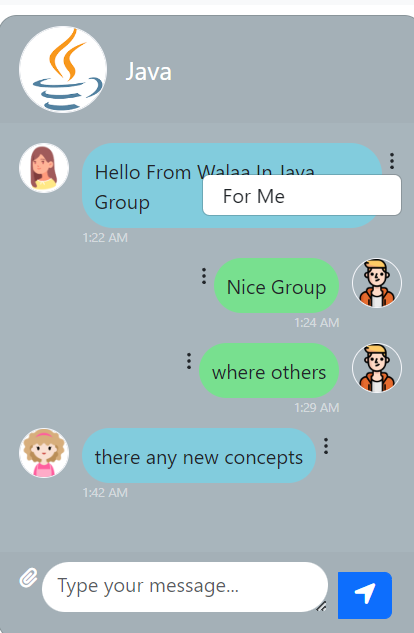 Java
Hello From Walaa In Java
For Me
Group
1:22 AM
Nice Group
1:24 AM
where others
1:29 AM
there any new concepts
1:42 AM
Type your message...